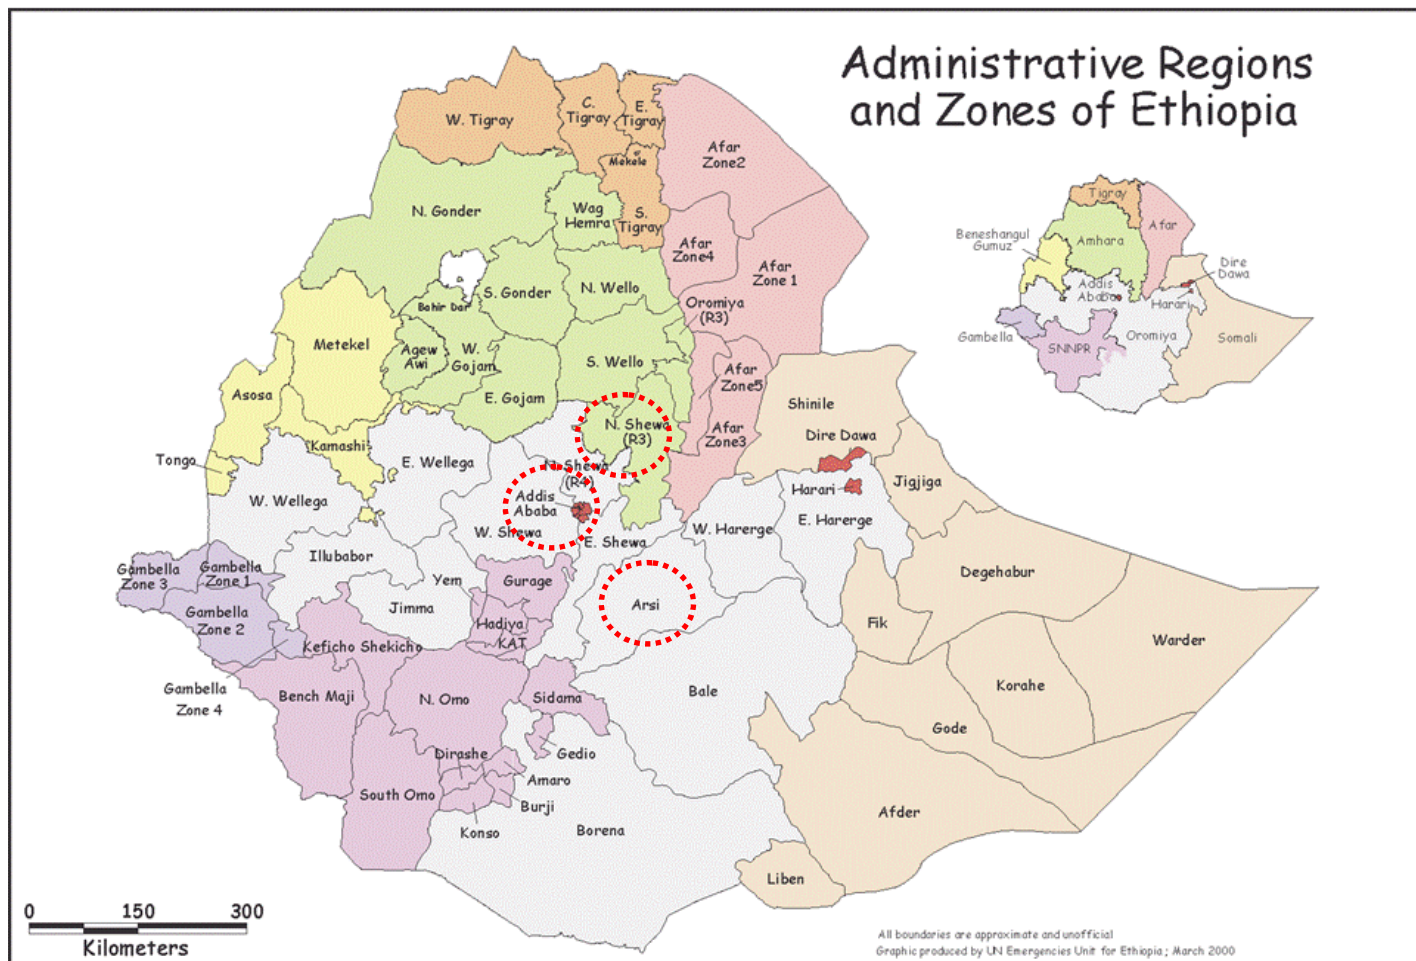 Administrative Regions
and Zones of Ethiopia
W. Tigray
C.
Tigray
E.
Tigray
Mekele
S.
Tigray
Afar
Zone2
N. Gonder
Wag
Hemra
Afar
Zone4
Afar
Zone 1
S. Gonder
N. Wello
Bahir Dar
Oromiya
(R3)
Metekel
Agew
Awi
W.
Gojam
S. Wello
Afar
Zone5
Asosa
E. Gojam
Shinile
N. Shewa
(R3)
Afar
Zone3
Dire Dawa
Kamashi
Tongo
E. Wellega
N. Shewa
(R4)
Jigjiga
Harari
W. Wellega
Addis
Ababa
W. Shewa
E. Shewa
W. Harerge
E. Harerge
Illubabor
Gambella
Zone 3
Gambella
Zone 1
Yem
Gurage
Degehabur
Jimma
Arsi
Gambella
Zone 2
Hadiya
KAT
Fik
Keficho Shekicho
Warder
Gambella
Zone 4
Bench Maji
N. Omo
Sidama
Bale
Korahe
Gode
Dirashe
Gedio
Amaro
South Omo
Burji
Konso
Borena
Afder
Liben
Tigray
Afar
Beneshangul
Gumuz
Amhara
Dire
Dawa
Addis
Ababa
Harari
Gambella
Oromiya
Somali
SNNPR
0 150 300
Kilometers
All boundaries are approximate and unofficial
Graphic produced by UN Emergencies Unit for Ethiopia; March 2000